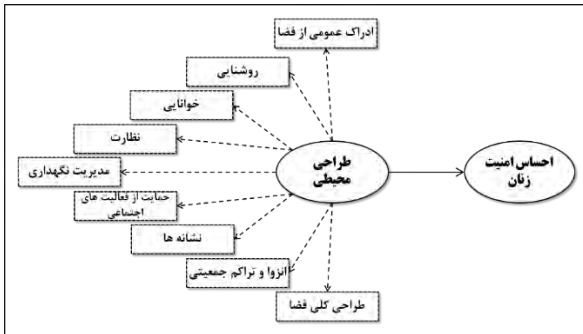 ادراک عمومی از فضا
روشنایی
خوانایی
نظارت
مدیریت نگهداری
حمایت از فعالیت های
اجتماعی
نشانه ها
انزوا و تراکم جمعیتی
طراحی کلی فضا
طراحی
محیطی
احساس امنیت
زنان